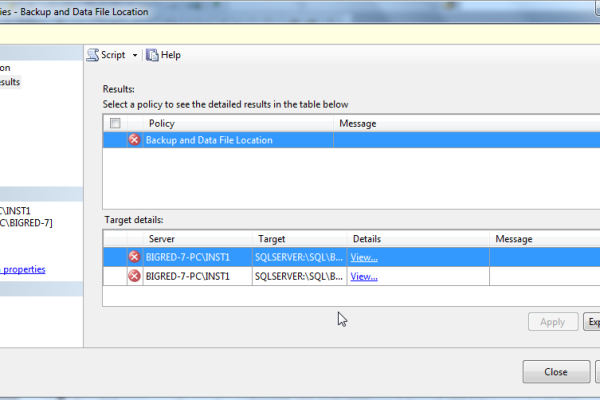 ies - Backup and Data File Location
on
esults
Script Help
Results:
Select a policy to see the detailed results in the table below
Policy Message
Backup and Data File Location
C\INST1
C\BIGRED-7]
properties
Target details:
Server Target Details Message
BIGRED-7-PC\INST1 SQLSERVER:\SQL\B... View...
BIGRED-7-PC\INST1 SQLSERVER:\SQL\B... View...
Apply Exp
Close